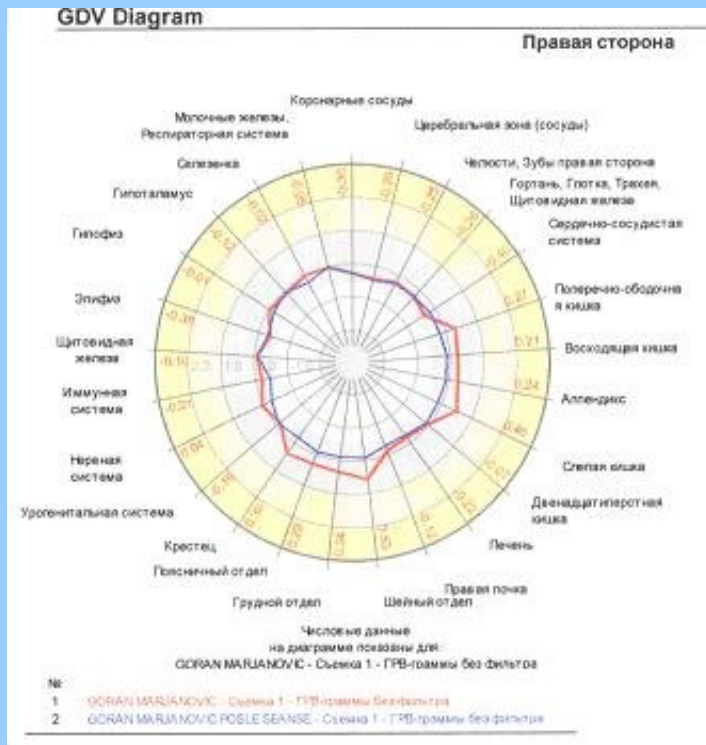 GDV Diagram
Правая сторона
Коронарные сосуды
Молочные железы,
Респираторная система
Церебральная зона (сосуды)
Селезенка
Челюсти, Зубы правая сторона
Гипоталамус
Гортань, Глотка, Трахея,
Щитовидная железа
Гипофиз
Сердечно-сосудистая
система
Эпифиз
Поперечно-ободочна
я кишка
Щитовидная
железа
Восходящая кишка
Иммунная
система
Аппендикс
Нервная
система
Слепая кишка
Урогенитальная система
Двенадцатиперстная
кишка
Крестец
Печень
Поясничный отдел
Правая почка
Грудной отдел
Шейный отдел
Числовые данные
на диаграмме показаны для:
GORAN MARJANOVIC - Съемка 1 - ГРВ-граммы без фильтра
№
1 GORAN MARJANOVIC - Съемка 1 - ГРВ-граммы без фильтра
2 GORAN MARJANOVIC POSLE SEANSE - Съемка 1 - ГРВ-граммы без фильтра